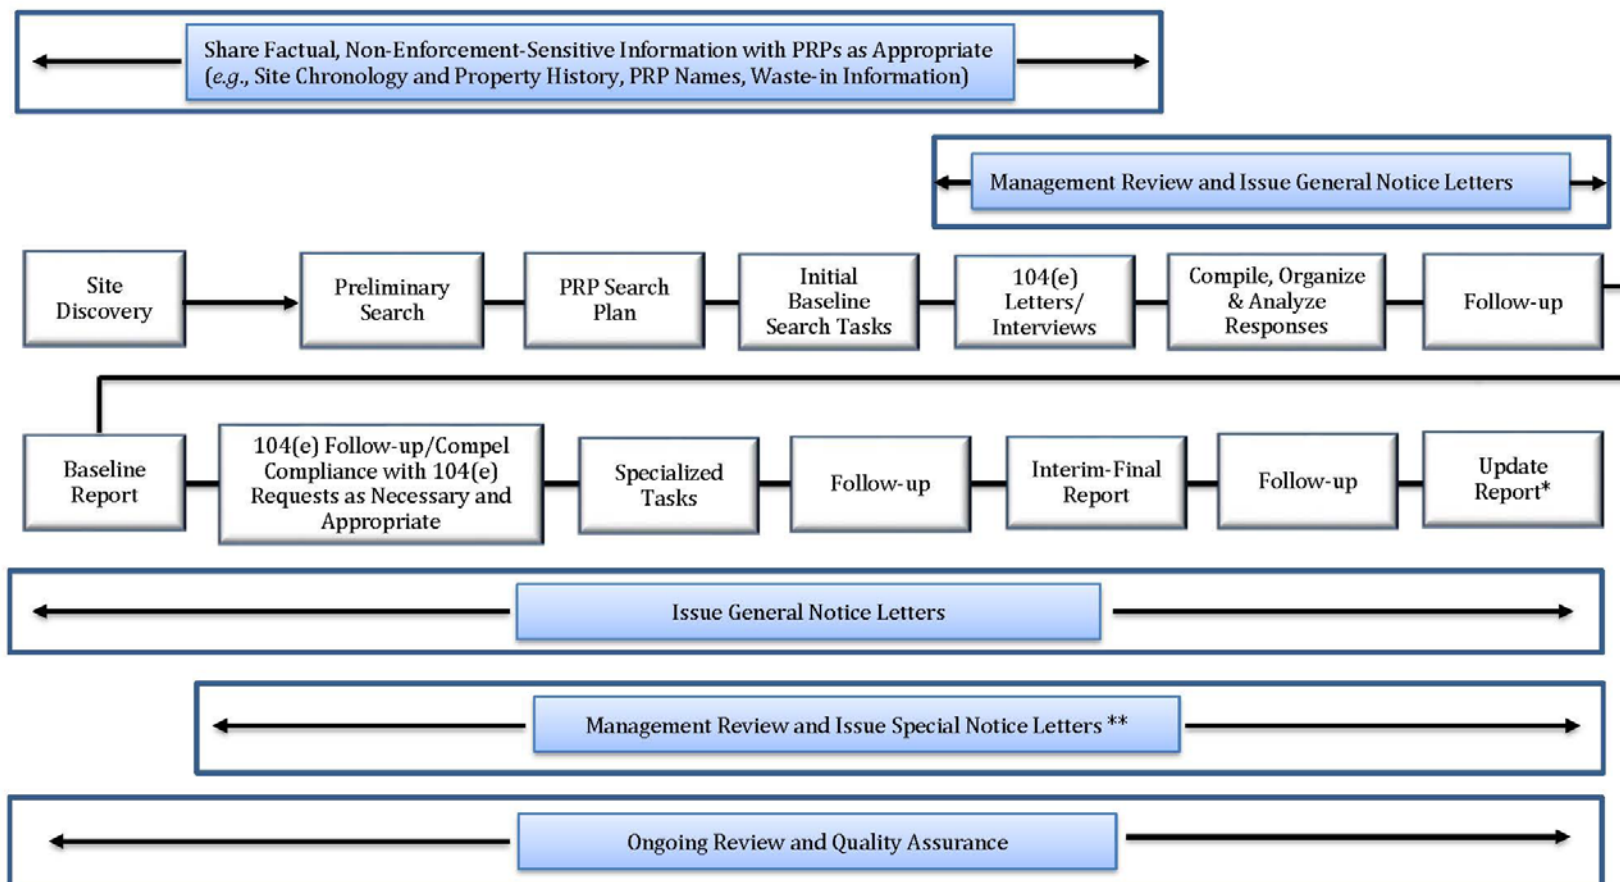 Share Factual, Non-Enforcement-Sensitive Information with PRPs as Appropriate
(e.g., Site Chronology and Property History, PRP Names, Waste-in Information)
Management Review and Issue General Notice Letters
Site
Discovery
Preliminary
Search
PRP Search
Plan
Initial
Baseline
Search Tasks
104(e)
Letters/
Interviews
Compile, Organize
& Analyze
Responses
Follow-up
Baseline
Report
104(e) Follow-up/Compel
Compliance with 104(e)
Requests as Necessary and
Appropriate
Specialized
Tasks
Follow-up
Interim-Final
Report
Follow-up
Update
Report*
Issue General Notice Letters
Management Review and Issue Special Notice Letters **
Ongoing Review and Quality Assurance